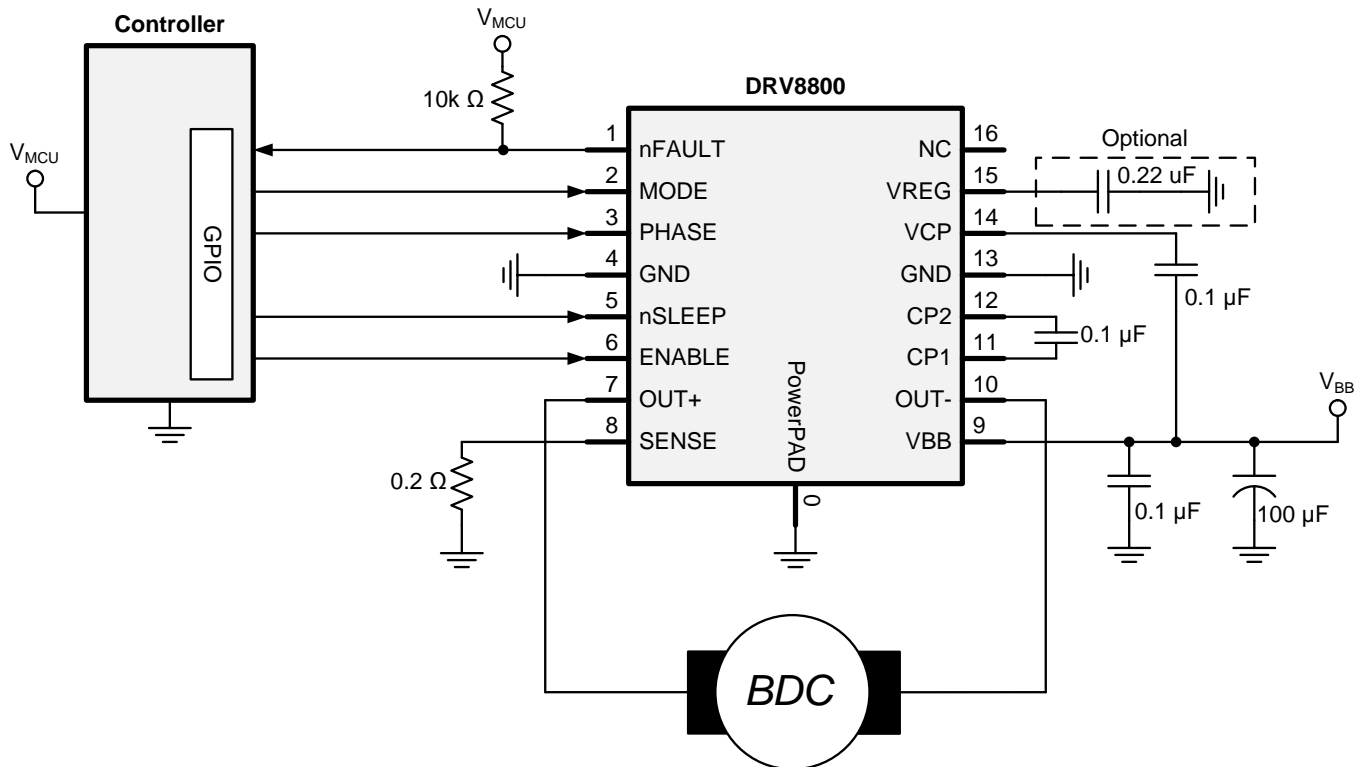 Controller
V_MCU
10k Ω
DRV8800
V_MCU
GPIO
1
nFAULT
2
MODE
3
PHASE
4
GND
5
nSLEEP
6
ENABLE
7
OUT+
8
SENSE
0.2 Ω
PowerPAD
0
16
NC
15
VREG
14
VCP
13
GND
12
CP2
11
CP1
10
OUT-
9
VBB
Optional
0.22 uF
0.1 µF
0.1 µF
V_BB
0.1 µF
100 µF
BDC